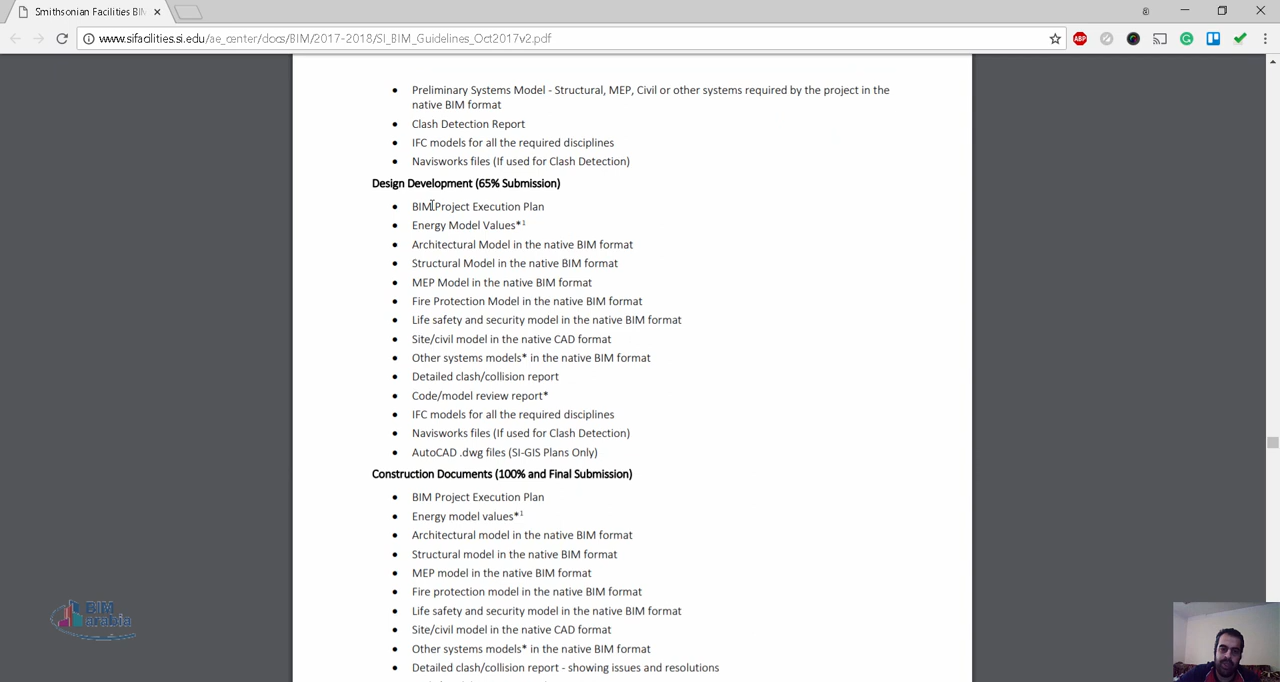 Smithsonian Facilities BIM
www.sifacilities.si.edu/ae_center/docs/BIM/2017-2018/SI_BIM_Guidelines_Oct2017v2.pdf
ABP
• Preliminary Systems Model - Structural, MEP, Civil or other systems required by the project in the
native BIM format
• Clash Detection Report
• IFC models for all the required disciplines
• Navisworks files (If used for Clash Detection)
Design Development (65% Submission)
• BIM Project Execution Plan
• Energy Model Values*¹
• Architectural Model in the native BIM format
• Structural Model in the native BIM format
• MEP Model in the native BIM format
• Fire Protection Model in the native BIM format
• Life safety and security model in the native BIM format
• Site/civil model in the native CAD format
• Other systems models* in the native BIM format
• Detailed clash/collision report
• Code/model review report*
• IFC models for all the required disciplines
• Navisworks files (If used for Clash Detection)
• AutoCAD .dwg files (SI-GIS Plans Only)
Construction Documents (100% and Final Submission)
• BIM Project Execution Plan
• Energy model values*¹
• Architectural model in the native BIM format
• Structural model in the native BIM format
• MEP model in the native BIM format
• Fire protection model in the native BIM format
• Life safety and security model in the native BIM format
• Site/civil model in the native CAD format
• Other systems models* in the native BIM format
• Detailed clash/collision report - showing issues and resolutions
BIM
arabia